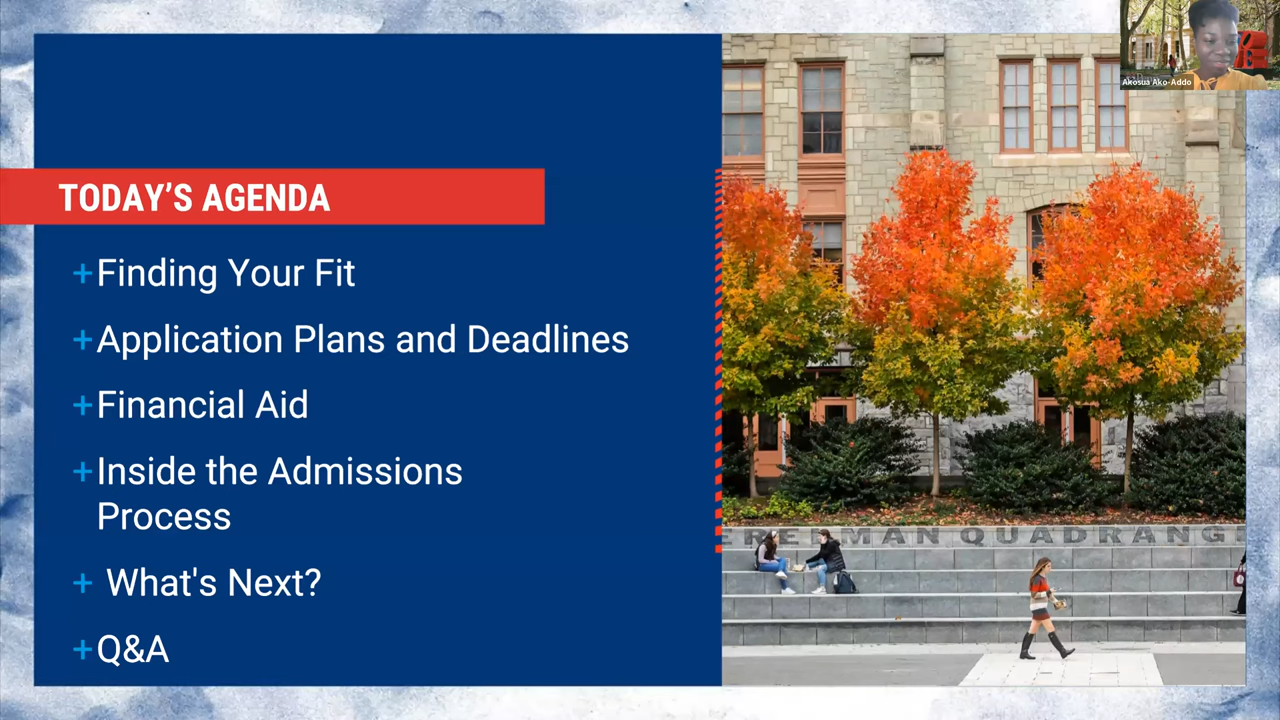 Akosua Ako-Addo
TODAY'S AGENDA
+Finding Your Fit
+Application Plans and Deadlines
+Financial Aid
+Inside the Admissions
Process
+ What's Next?
+Q&A
QUADRANG